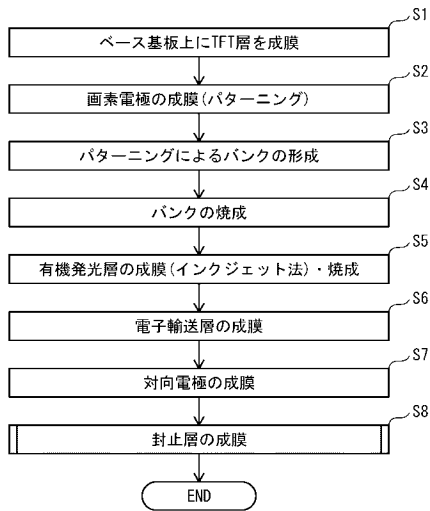 S1
ベース基板上にTFT層を成膜
S2
画素電極の成膜(パターニング)
S3
パターニングによるバンクの形成
S4
バンクの焼成
S5
有機発光層の成膜(インクジェット法)・焼成
S6
電子輸送層の成膜
S7
対向電極の成膜
S8
封止層の成膜
END